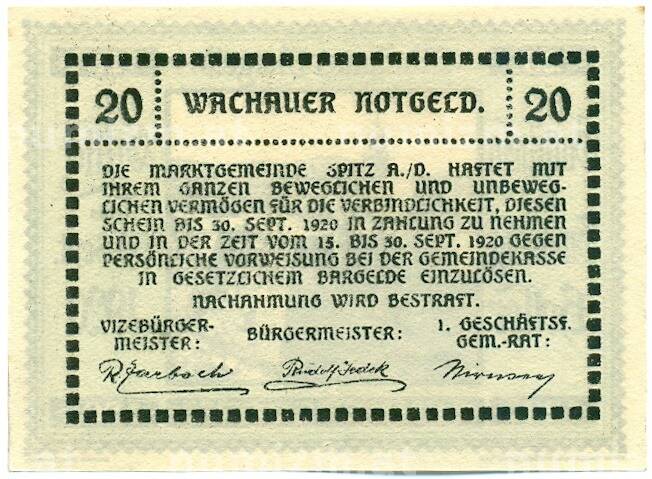 20 WACHAUER NOTGELD. 20
DIE MARKTGEMEINDE SPITZ A./D. HAFTET MIT
IHREM GANZEN BEWEGLICHEN UND UNBEWEG-
LICHEN VERMÖGEN FÜR DIE VERBINDLICHKEIT, DIESEN
SCHEIN BIS 30. SEPT. 1920 IN ZAHLUNG ZU NEHMEN
UND IN DER ZEIT VOM 15. BIS 30. SEPT. 1920 GEGEN
PERSÖNLICHE VORWEISUNG BEI DER GEMEINDEKASSE
IN GESETZLICHEM BARGELDE EINZULÖSEN.
NACHAHMUNG WIRD BESTRAFT.
VIZEBÜRGER-
MEISTER:
BÜRGERMEISTER:
1. GESCHÄFTSF.
GEM.-RAT:
Rudolf